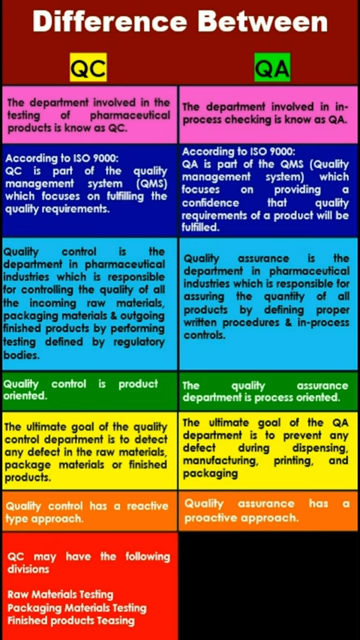 Difference Between
QC
QA
The department involved in the
testing of pharmaceutical
products is know as QC.
The department involved in in-
process checking is know as QA.
According to ISO 9000:
QC is part of the quality
management system (QMS)
which focuses on fulfilling the
quality requirements.
According to ISO 9000:
QA is part of the QMS (Quality
management system) which
focuses on providing a
confidence that quality
requirements of a product will be
fulfilled.
Quality control is the
department in pharmaceutical
industries which is responsible
for controlling the quality of all
the incoming raw materials,
packaging materials & outgoing
finished products by performing
testing defined by regulatory
bodies.
Quality assurance is the
department in pharmaceutical
industries which is responsible for
assuring the quantity of all
products by defining proper
written procedures & in-process
controls.
Quality control is product
oriented.
The quality assurance
department is process oriented.
The ultimate goal of the quality
control department is to detect
any defect in the raw materials,
package materials or finished
products.
The ultimate goal of the QA
department is to prevent any
defect during dispensing,
manufacturing, printing, and
packaging
Quality control has a reactive
type approach.
Quality assurance has a
proactive approach.
QC may have the following
divisions
Raw Materials Testing
Packaging Materials Testing
Finished products Teasing